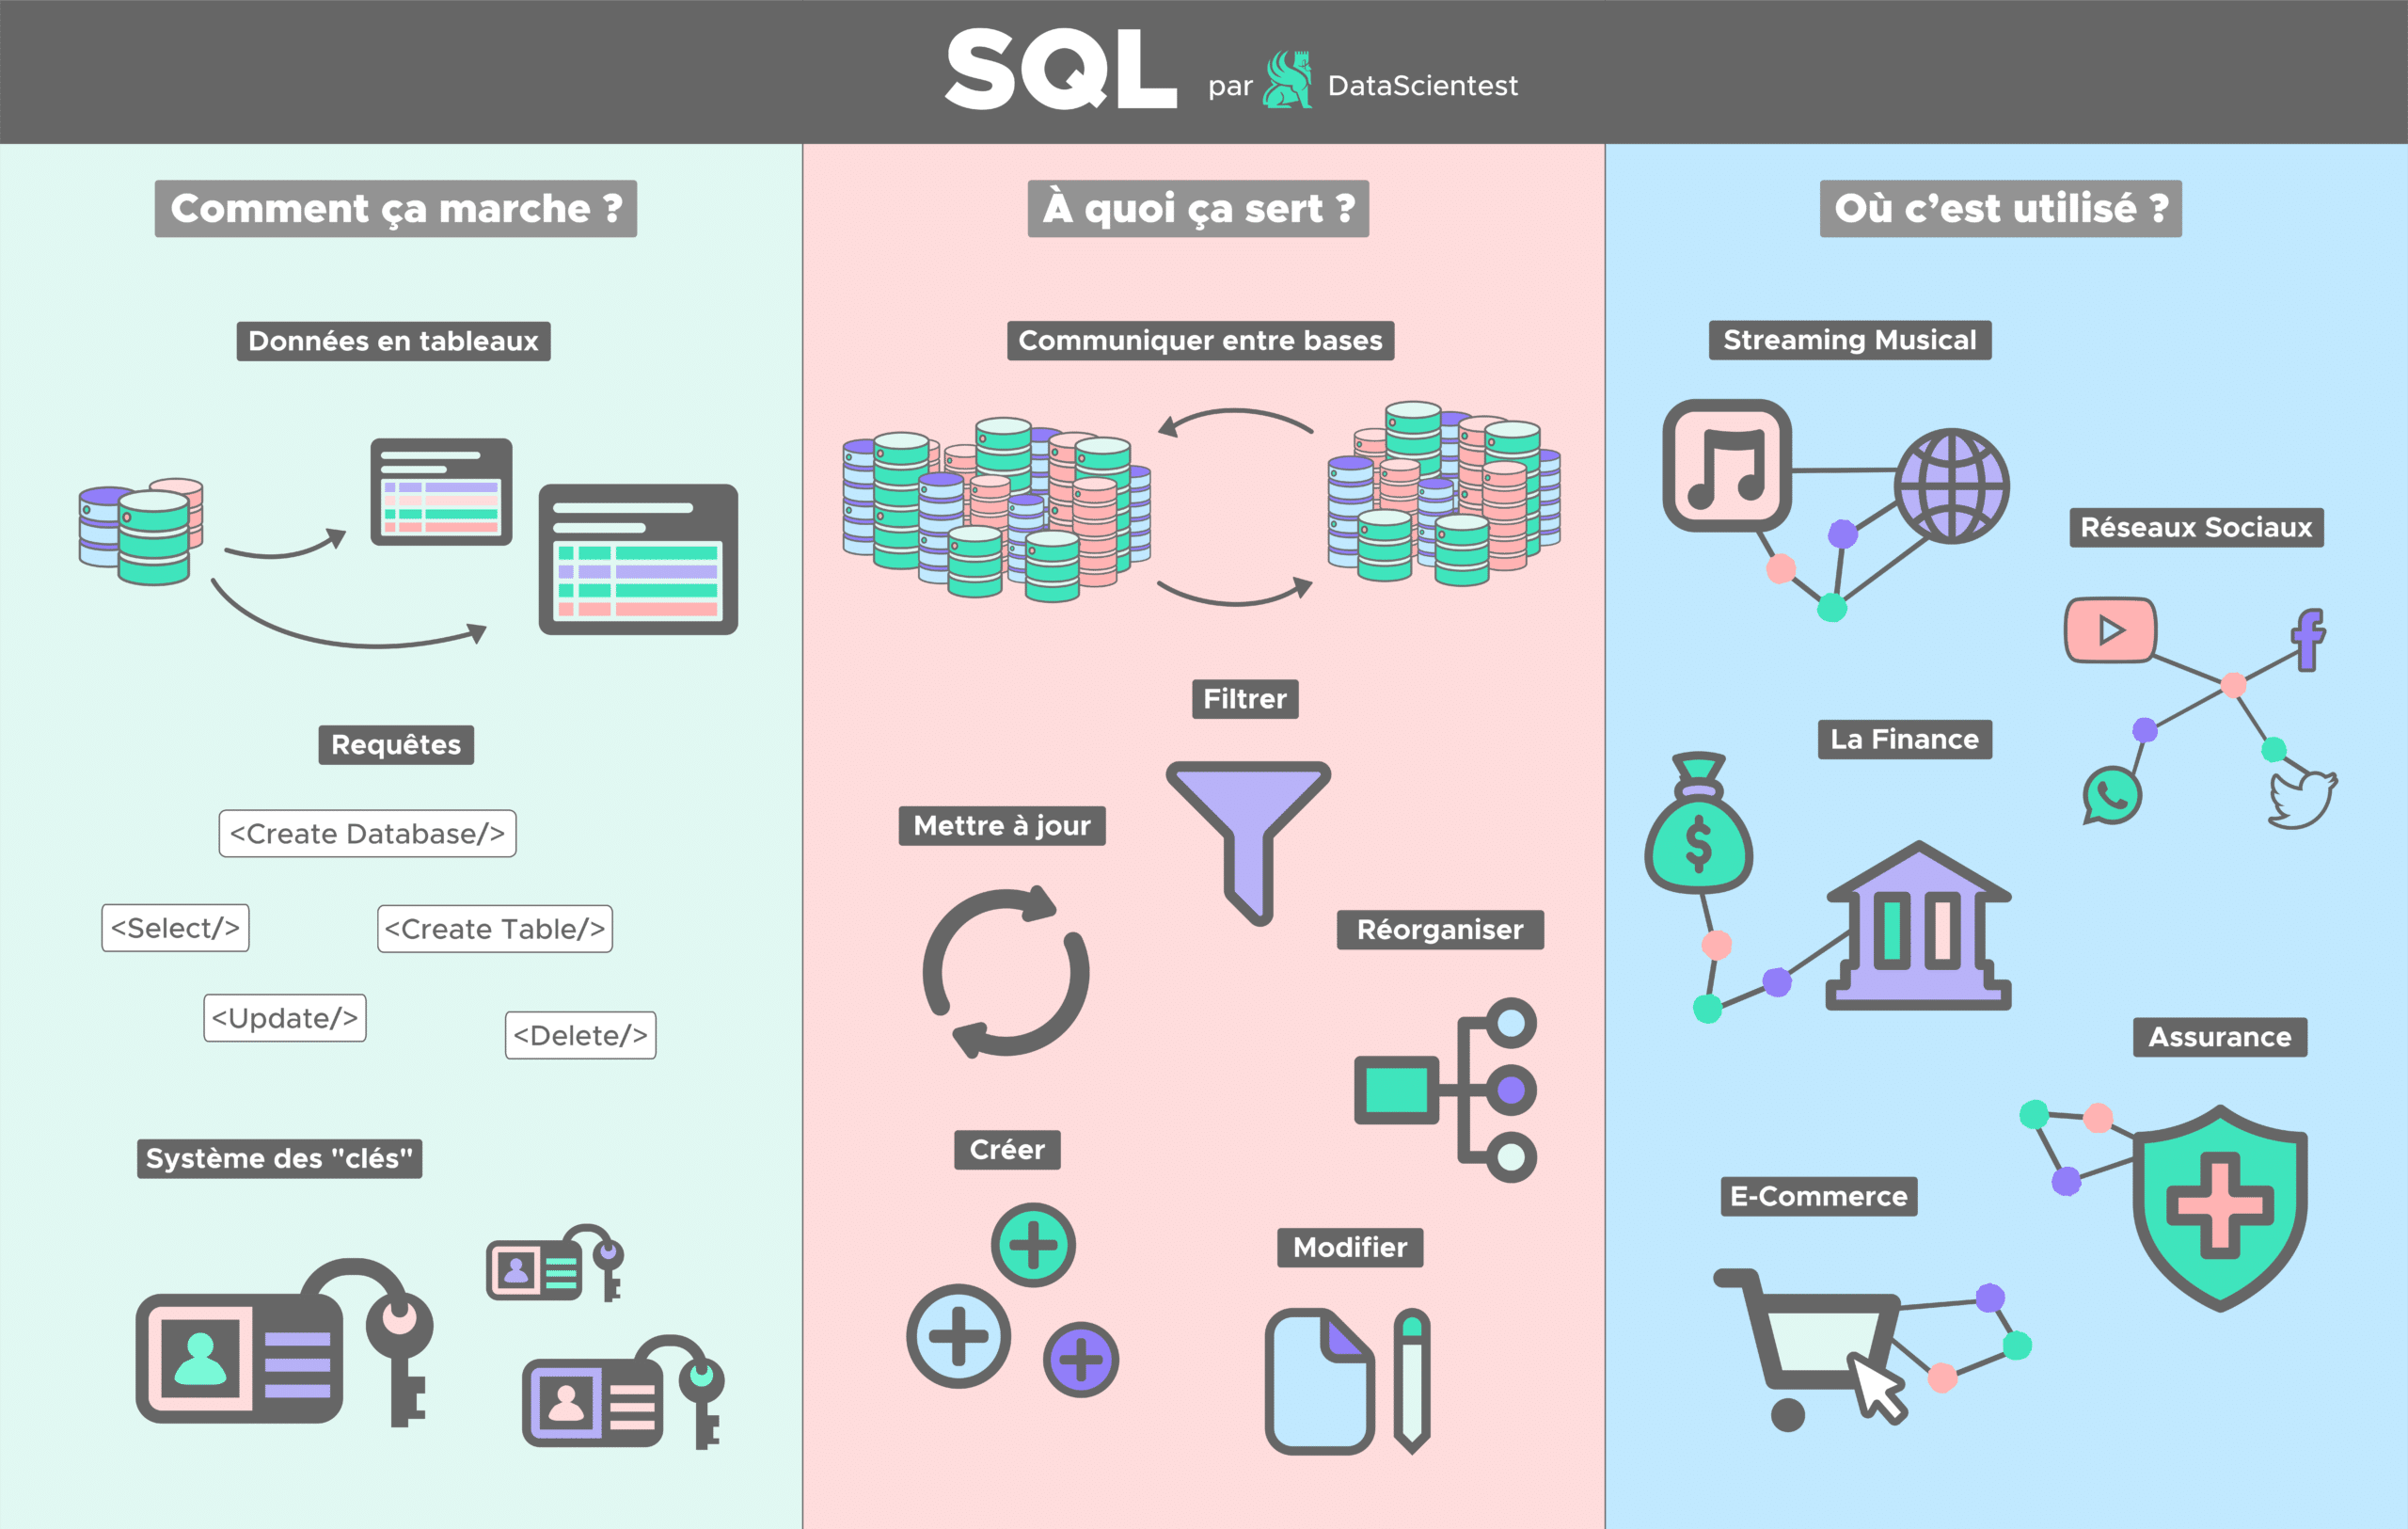 SQL par DataScientest
Comment ça marche ?
Données en tableaux
Requêtes
<Create Database/>
<Select/>
<Create Table/>
<Update/>
<Delete/>
Système des "clés"
À quoi ça sert ?
Communiquer entre bases
Filtrer
Mettre à jour
Réorganiser
Créer
Modifier
Où c’est utilisé ?
Streaming Musical
Réseaux Sociaux
La Finance
$
Assurance
E-Commerce